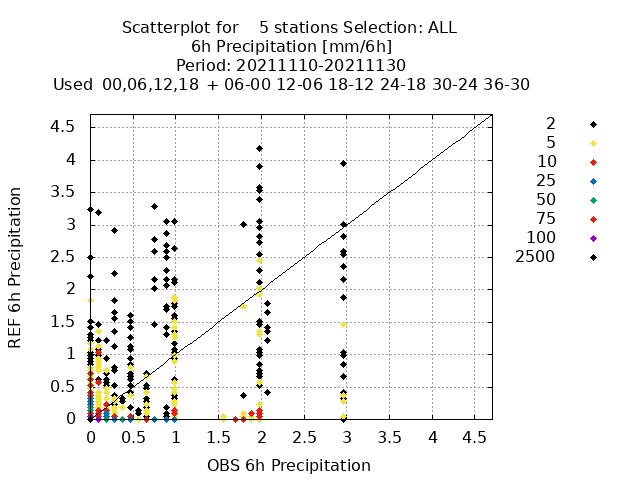 Scatterplot for    5 stations Selection: ALL
6h Precipitation [mm/6h]
Period: 20211110-20211130
Used  00,06,12,18  + 06-00 12-06 18-12 24-18 30-24 36-30
REF 6h Precipitation
4.5
4
3.5
3
2.5
2
1.5
1
0.5
0
0 0.5 1 1.5 2 2.5 3 3.5 4 4.5
OBS 6h Precipitation
2
5
10
25
50
75
100
2500